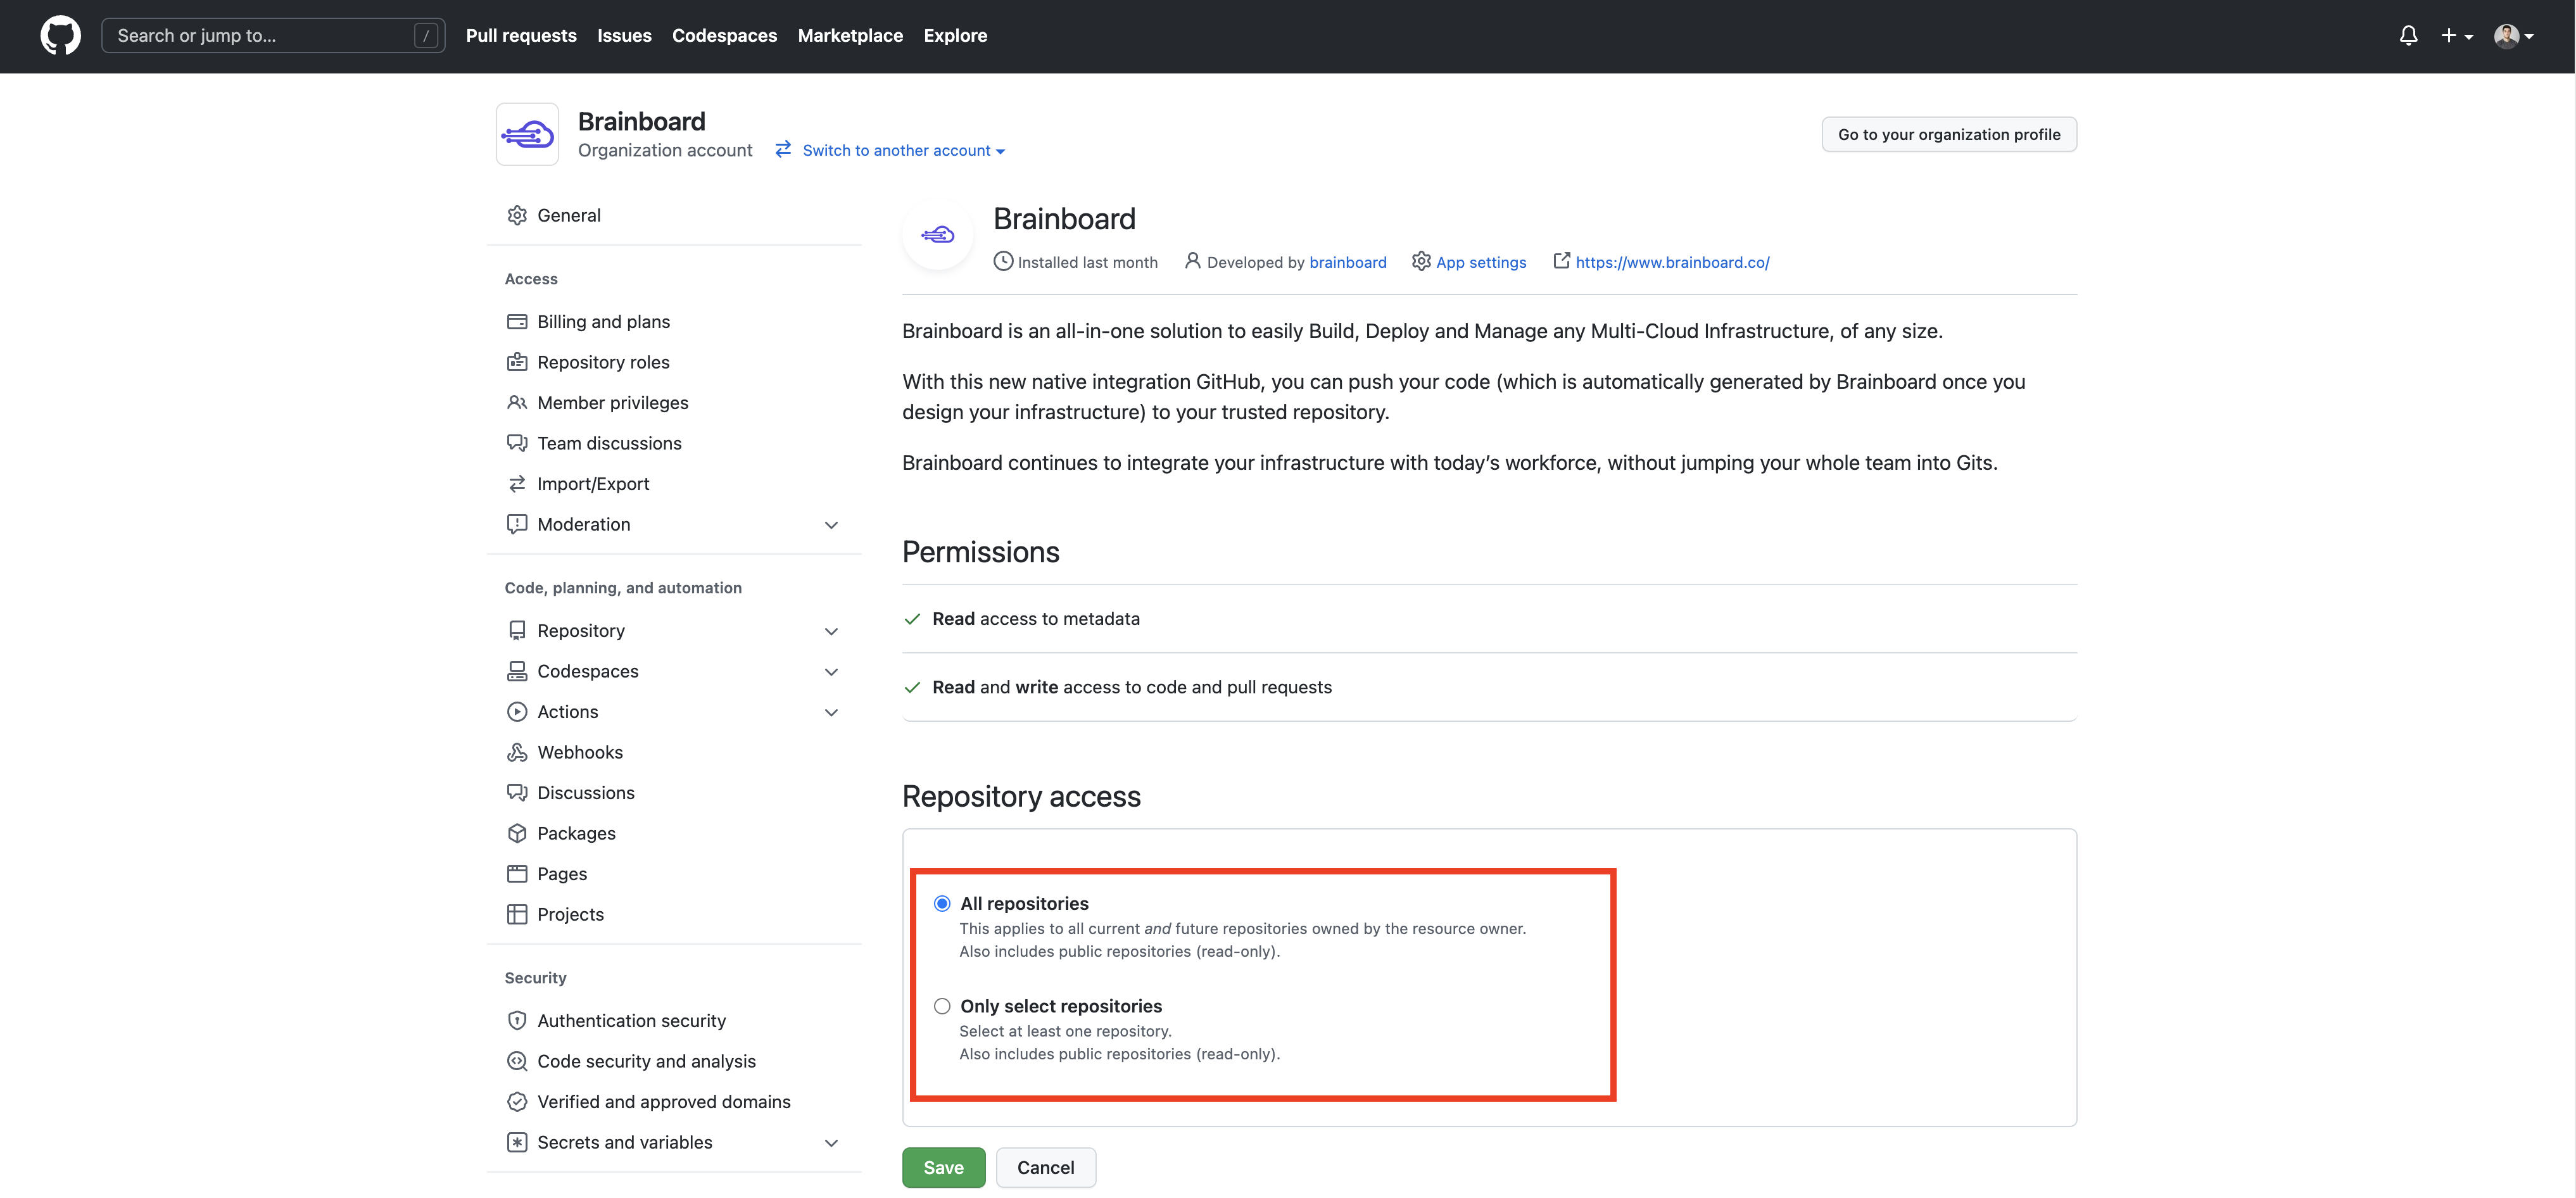 Search or jump to...
/
Pull requests
Issues
Codespaces
Marketplace
Explore
Brainboard
Organization account
Switch to another account
Go to your organization profile
General
Access
Billing and plans
Repository roles
Member privileges
Team discussions
Import/Export
Moderation
Code, planning, and automation
Repository
Codespaces
Actions
Webhooks
Discussions
Packages
Pages
Projects
Security
Authentication security
Code security and analysis
Verified and approved domains
Secrets and variables
Brainboard
Installed last month
Developed by brainboard
App settings
https://www.brainboard.co/
Brainboard is an all-in-one solution to easily Build, Deploy and Manage any Multi-Cloud Infrastructure, of any size.
With this new native integration GitHub, you can push your code (which is automatically generated by Brainboard once you
design your infrastructure) to your trusted repository.
Brainboard continues to integrate your infrastructure with today’s workforce, without jumping your whole team into Gits.
Permissions
Read access to metadata
Read and write access to code and pull requests
Repository access
All repositories
This applies to all current and future repositories owned by the resource owner.
Also includes public repositories (read-only).
Only select repositories
Select at least one repository.
Also includes public repositories (read-only).
Save
Cancel